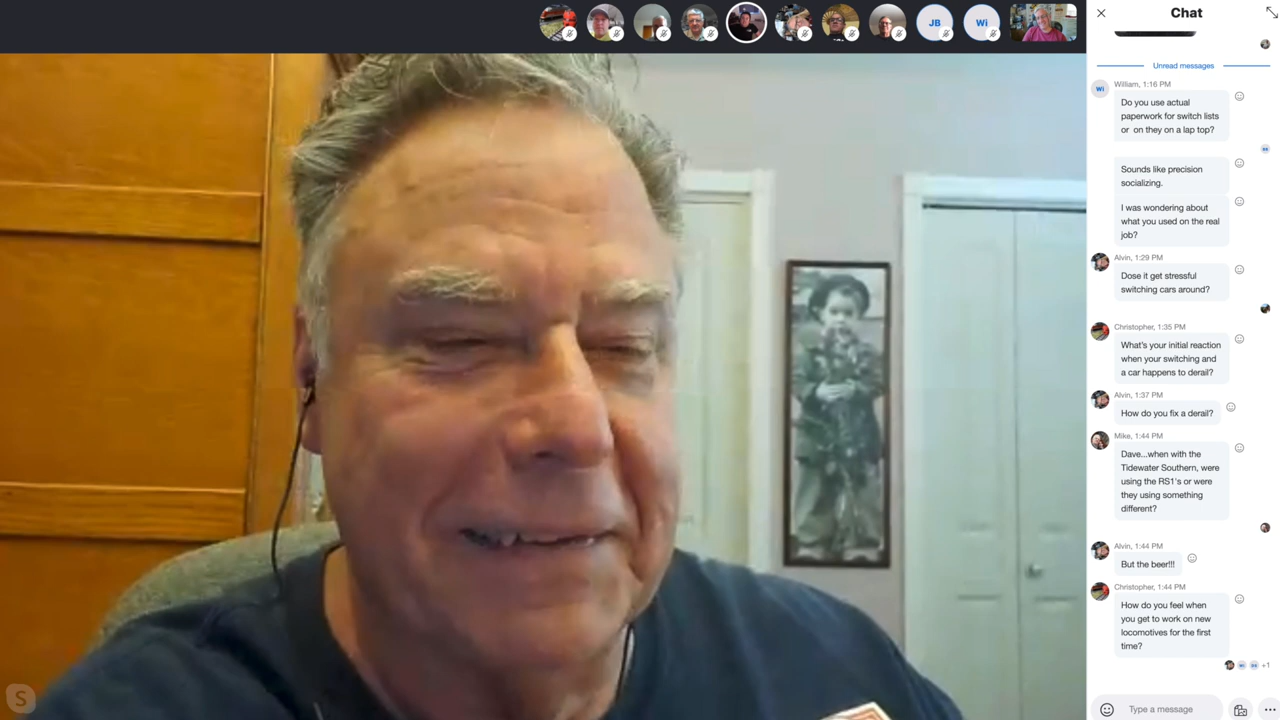 JB
Wi
Chat
Unread messages
Wi
William, 1:16 PM
Do you use actual
paperwork for switch lists
or on they on a lap top?
Sounds like precision
socializing.
I was wondering about
what you used on the real
job?
Alvin, 1:29 PM
Dose it get stressful
switching cars around?
Christopher, 1:35 PM
What's your initial reaction
when your switching and
a car happens to derail?
Alvin, 1:37 PM
How do you fix a derail?
Mike, 1:44 PM
Dave...when with the
Tidewater Southern, were
using the RS1's or were
they using something
different?
Alvin, 1:44 PM
But the beer!!!
Christopher, 1:44 PM
How do you feel when
you get to work on new
locomotives for the first
time?
+1
Type a message
S